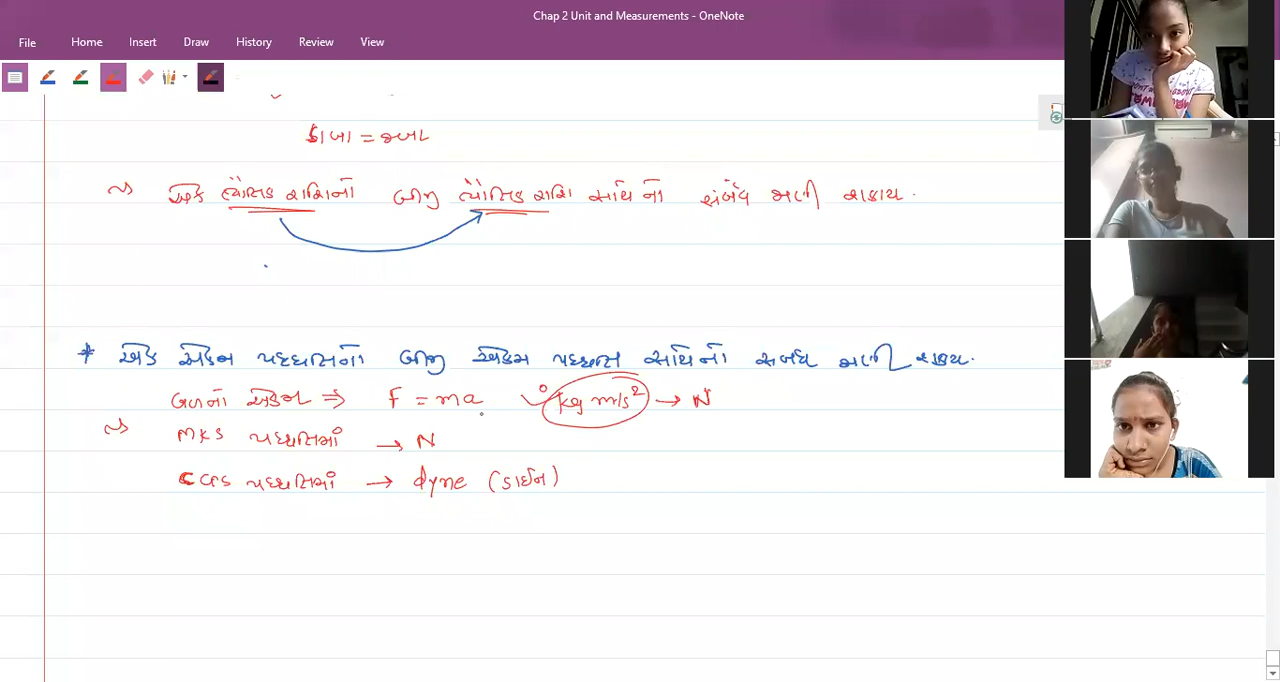 Chap 2 Unit and Measurements - OneNote
File Home Insert Draw History Review View
ડાબા = જબા
~> એક ભૌતિક રાશિનો બીજી ભૌતિક રાશિ સાથેનો સંબંધ મળી શકાય.
* એક એકમ પદ્ધતિનો બીજી એકમ પદ્ધતિ સાથેનો સંબંધ મળી શકાય.
બળનો એકમ ⇒ F = ma kg m/s² → N
~> MKS પદ્ધતિમાં → N
CGS પદ્ધતિમાં → dyne (ડાઈન)